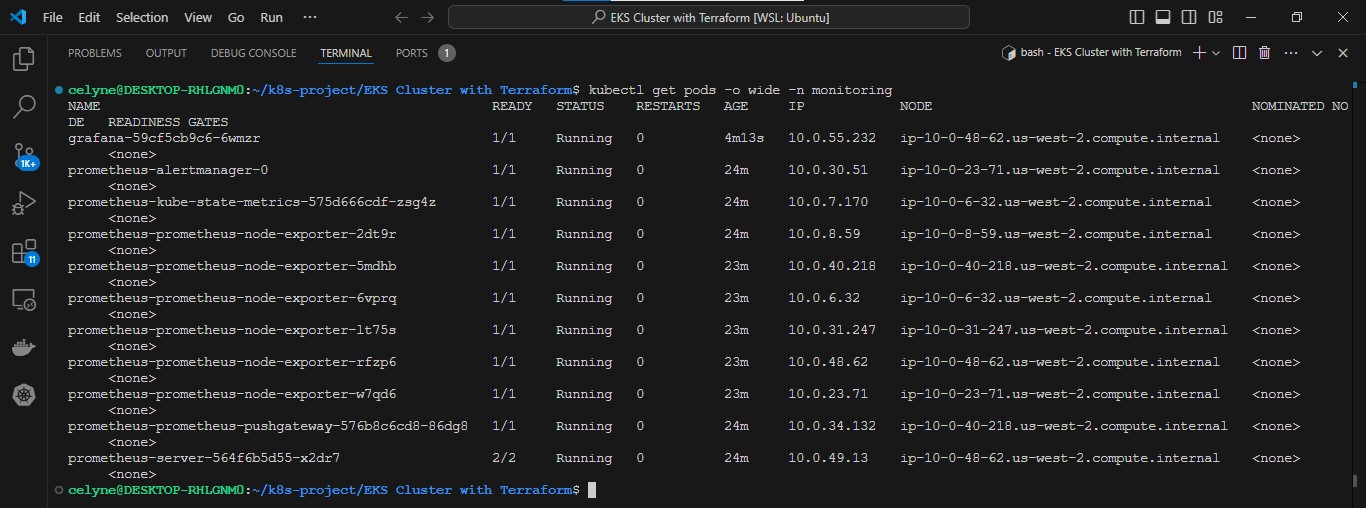 File Edit Selection View Go Run ··· EKS Cluster with Terraform [WSL: Ubuntu]
PROBLEMS OUTPUT DEBUG CONSOLE TERMINAL PORTS 1 bash - EKS Cluster with Terraform
celyne@DESKTOP-RHLGNM0:~/k8s-project/EKS Cluster with Terraform$ kubectl get pods -o wide -n monitoring
NAME READY STATUS RESTARTS AGE IP NODE NOMINATED NO
DE READINESS GATES
grafana-59cf5cb9c6-6wmzr 1/1 Running 0 4m13s 10.0.55.232 ip-10-0-48-62.us-west-2.compute.internal <none>
<none>
prometheus-alertmanager-0 1/1 Running 0 24m 10.0.30.51 ip-10-0-23-71.us-west-2.compute.internal <none>
<none>
prometheus-kube-state-metrics-575d666cdf-zsg4z 1/1 Running 0 24m 10.0.7.170 ip-10-0-6-32.us-west-2.compute.internal <none>
<none>
prometheus-prometheus-node-exporter-2dt9r 1/1 Running 0 24m 10.0.8.59 ip-10-0-8-59.us-west-2.compute.internal <none>
<none>
prometheus-prometheus-node-exporter-5mdhb 1/1 Running 0 23m 10.0.40.218 ip-10-0-40-218.us-west-2.compute.internal <none>
<none>
prometheus-prometheus-node-exporter-6vprq 1/1 Running 0 23m 10.0.6.32 ip-10-0-6-32.us-west-2.compute.internal <none>
<none>
prometheus-prometheus-node-exporter-lt75s 1/1 Running 0 23m 10.0.31.247 ip-10-0-31-247.us-west-2.compute.internal <none>
<none>
prometheus-prometheus-node-exporter-rfzp6 1/1 Running 0 23m 10.0.48.62 ip-10-0-48-62.us-west-2.compute.internal <none>
<none>
prometheus-prometheus-node-exporter-w7qd6 1/1 Running 0 23m 10.0.23.71 ip-10-0-23-71.us-west-2.compute.internal <none>
<none>
prometheus-prometheus-pushgateway-576b8c6cd8-86dg8 1/1 Running 0 24m 10.0.34.132 ip-10-0-40-218.us-west-2.compute.internal <none>
<none>
prometheus-server-564f6b5d55-x2dr7 2/2 Running 0 24m 10.0.49.13 ip-10-0-48-62.us-west-2.compute.internal <none>
<none>
celyne@DESKTOP-RHLGNM0:~/k8s-project/EKS Cluster with Terraform$
1K+
11